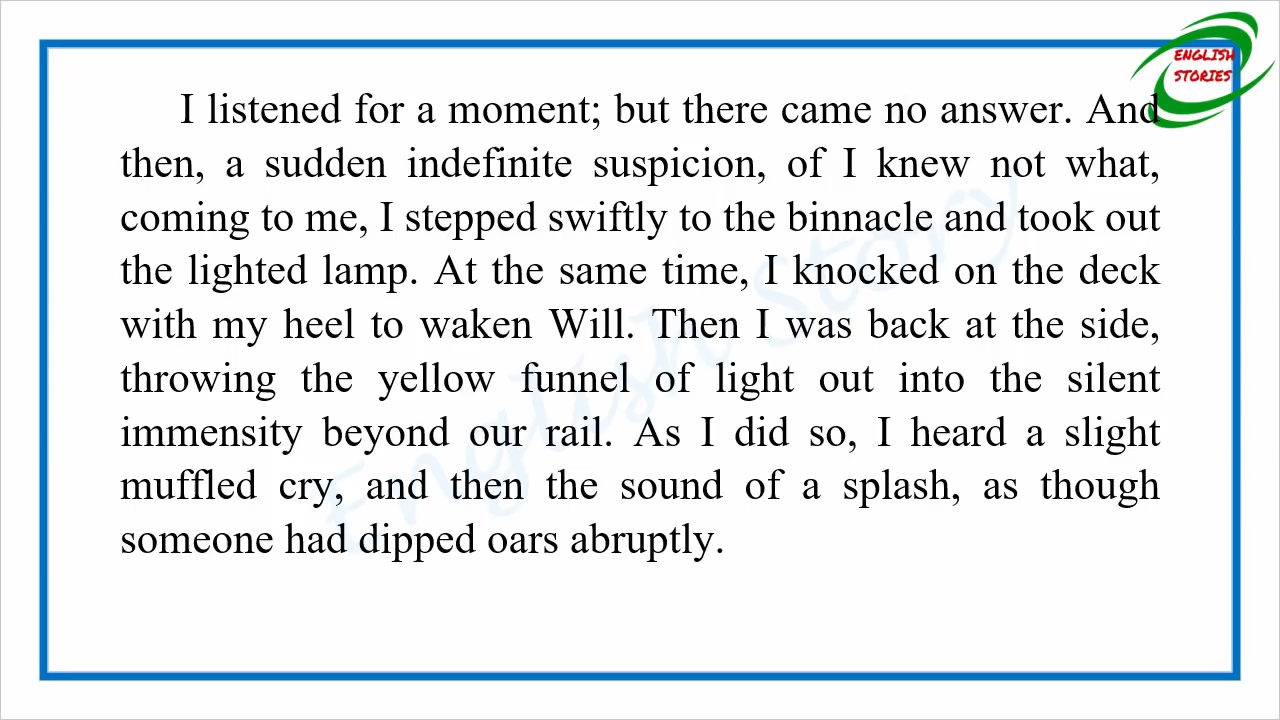 ENGLISH
STORIES
I listened for a moment; but there came no answer. And
then, a sudden indefinite suspicion, of I knew not what,
coming to me, I stepped swiftly to the binnacle and took out
the lighted lamp. At the same time, I knocked on the deck
with my heel to waken Will. Then I was back at the side,
throwing the yellow funnel of light out into the silent
immensity beyond our rail. As I did so, I heard a slight
muffled cry, and then the sound of a splash, as though
someone had dipped oars abruptly.
English Story